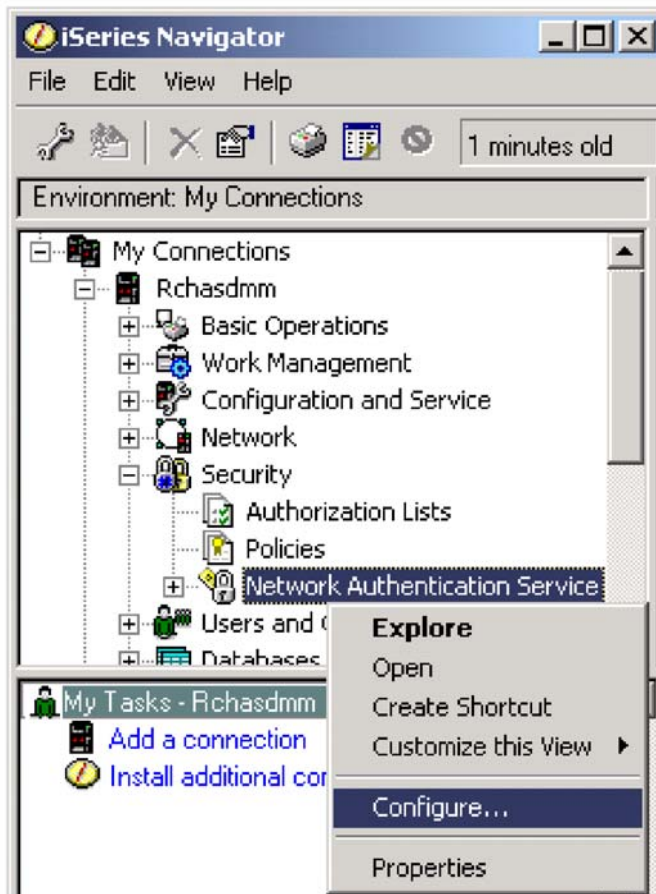 iSeries Navigator
File Edit View Help
1 minutes old
Environment: My Connections
My Connections
Rchasdmm
Basic Operations
Work Management
Configuration and Service
Network
Security
Authorization Lists
Policies
Network Authentication Service
Users and
Databases
Explore
Open
Create Shortcut
Customize this View
Configure...
Properties
My Tasks - Rchasdmm
Add a connection
Install additional